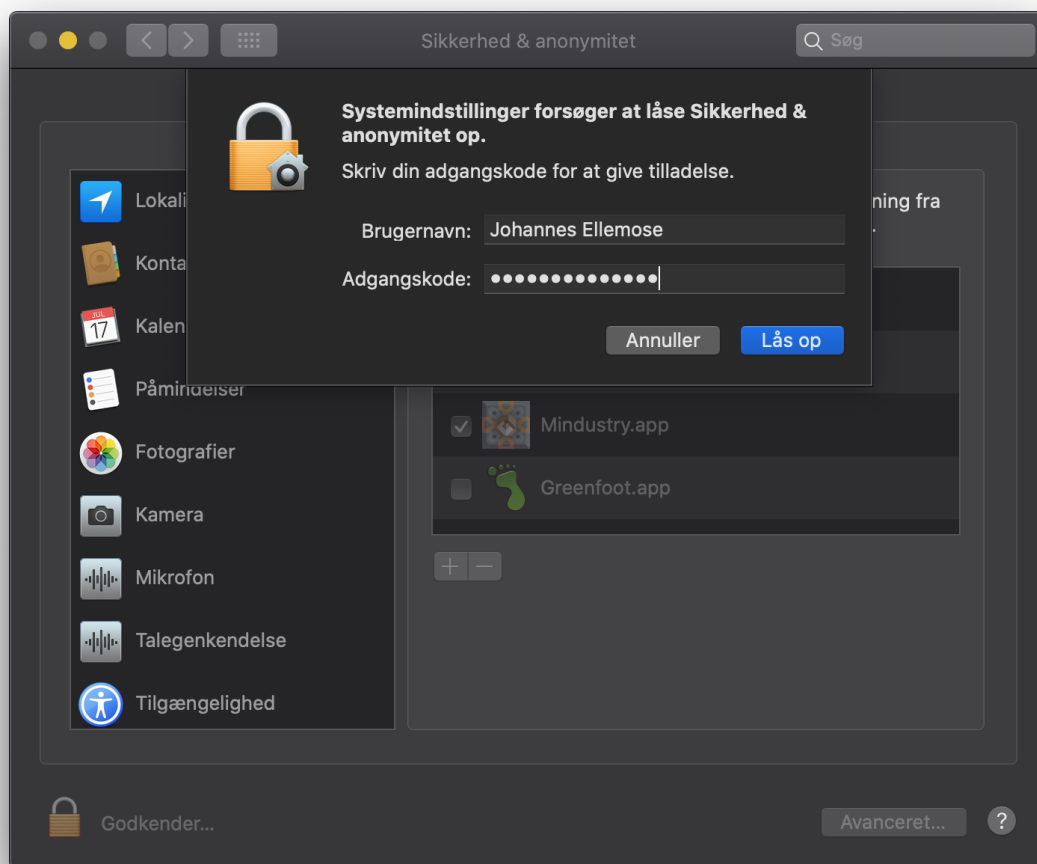 Sikkerhed & anonymitet
Søg
Systemindstillinger forsøger at låse Sikkerhed &
anonymitet op.
Skriv din adgangskode for at give tilladelse.
Brugernavn: Johannes Ellemose
Adgangskode: ••••••••••••••
Annuller
Lås op
Lokali
Konta
JUL
17
Kalen
Påmindelser
Fotografier
Kamera
Mikrofon
Talegenkendelse
Tilgængelighed
ning fra
.
Mindustry.app
Greenfoot.app
Godkender...
Avanceret...
?